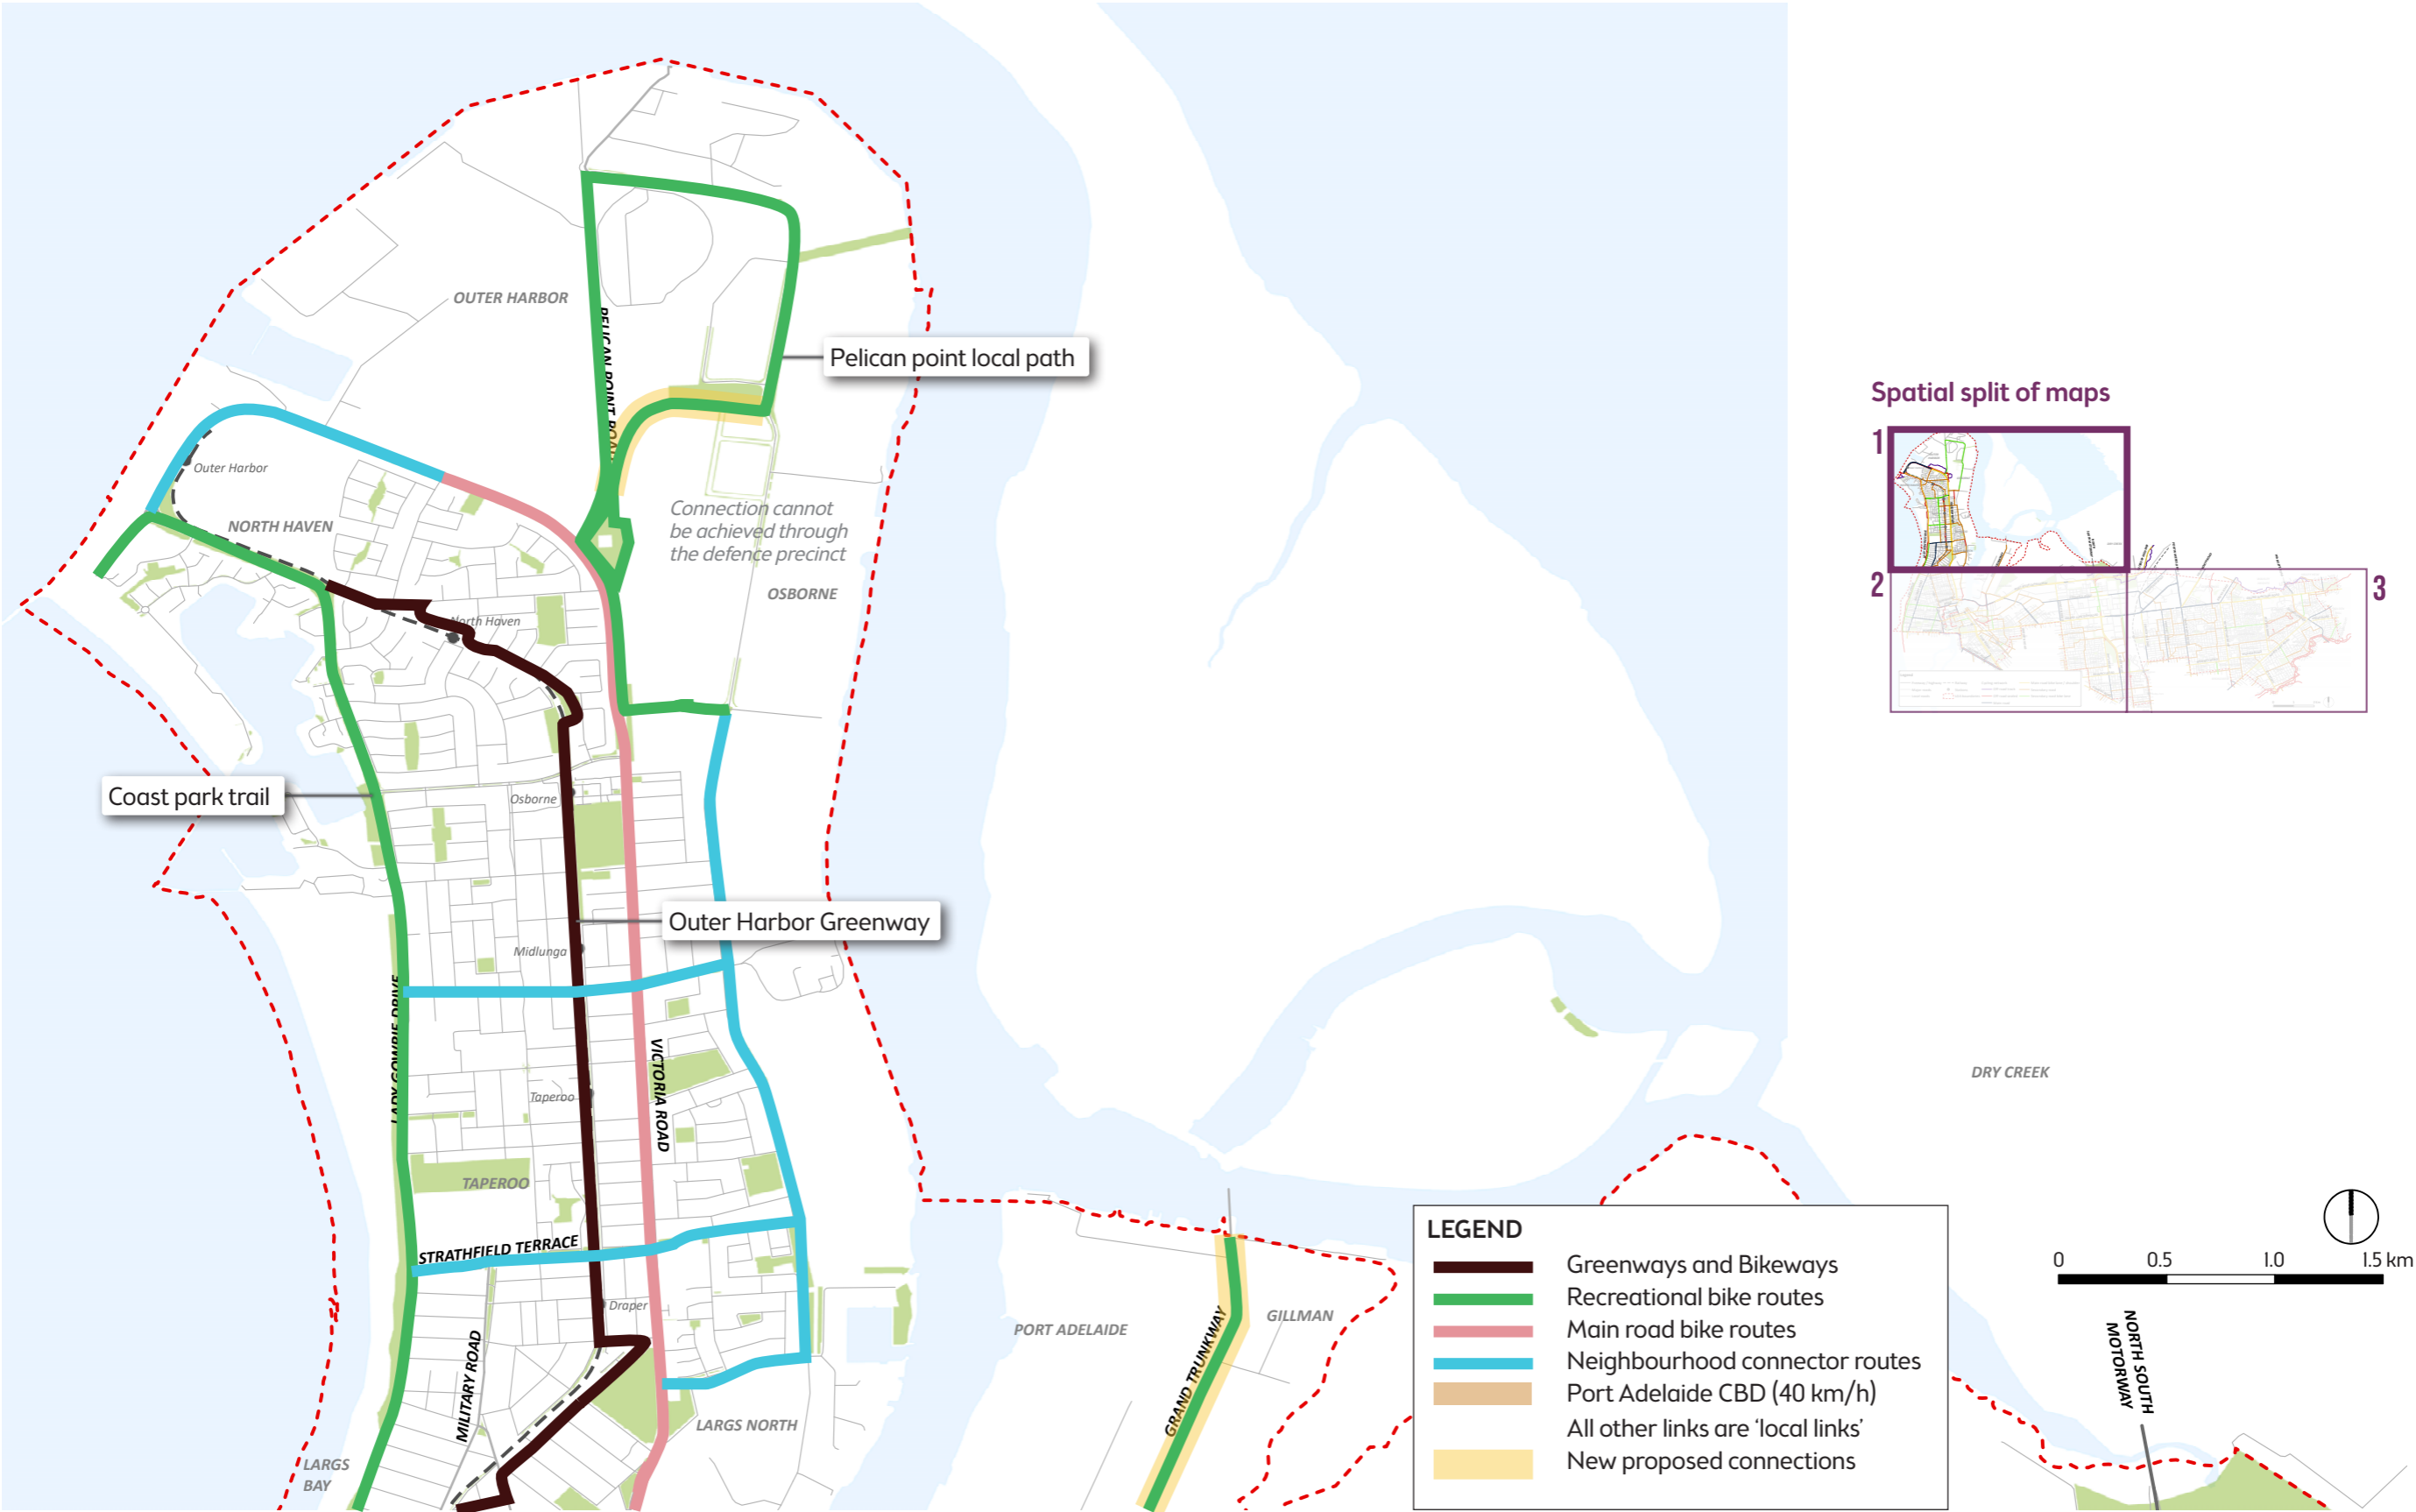 OUTER HARBOR
PELICAN POINT ROAD
Pelican point local path
Spatial split of maps
1
2
3
Outer Harbor
NORTH HAVEN
Connection cannot
be achieved through
the defence precinct
OSBORNE
North Haven
Coast park trail
Osborne
Outer Harbor Greenway
Midlunga
LADY GOWRIE DRIVE
VICTORIA ROAD
Taperoo
TAPEROO
DRY CREEK
STRATHFIELD TERRACE
Draper
MILITARY ROAD
LARGS NORTH
LARGS
BAY
PORT ADELAIDE
GILLMAN
GRAND TRUNKWAY
LEGEND
Greenways and Bikeways
Recreational bike routes
Main road bike routes
Neighbourhood connector routes
Port Adelaide CBD (40 km/h)
All other links are ‘local links’
New proposed connections
0 0.5 1.0 1.5 km
NORTH SOUTH
MOTORWAY